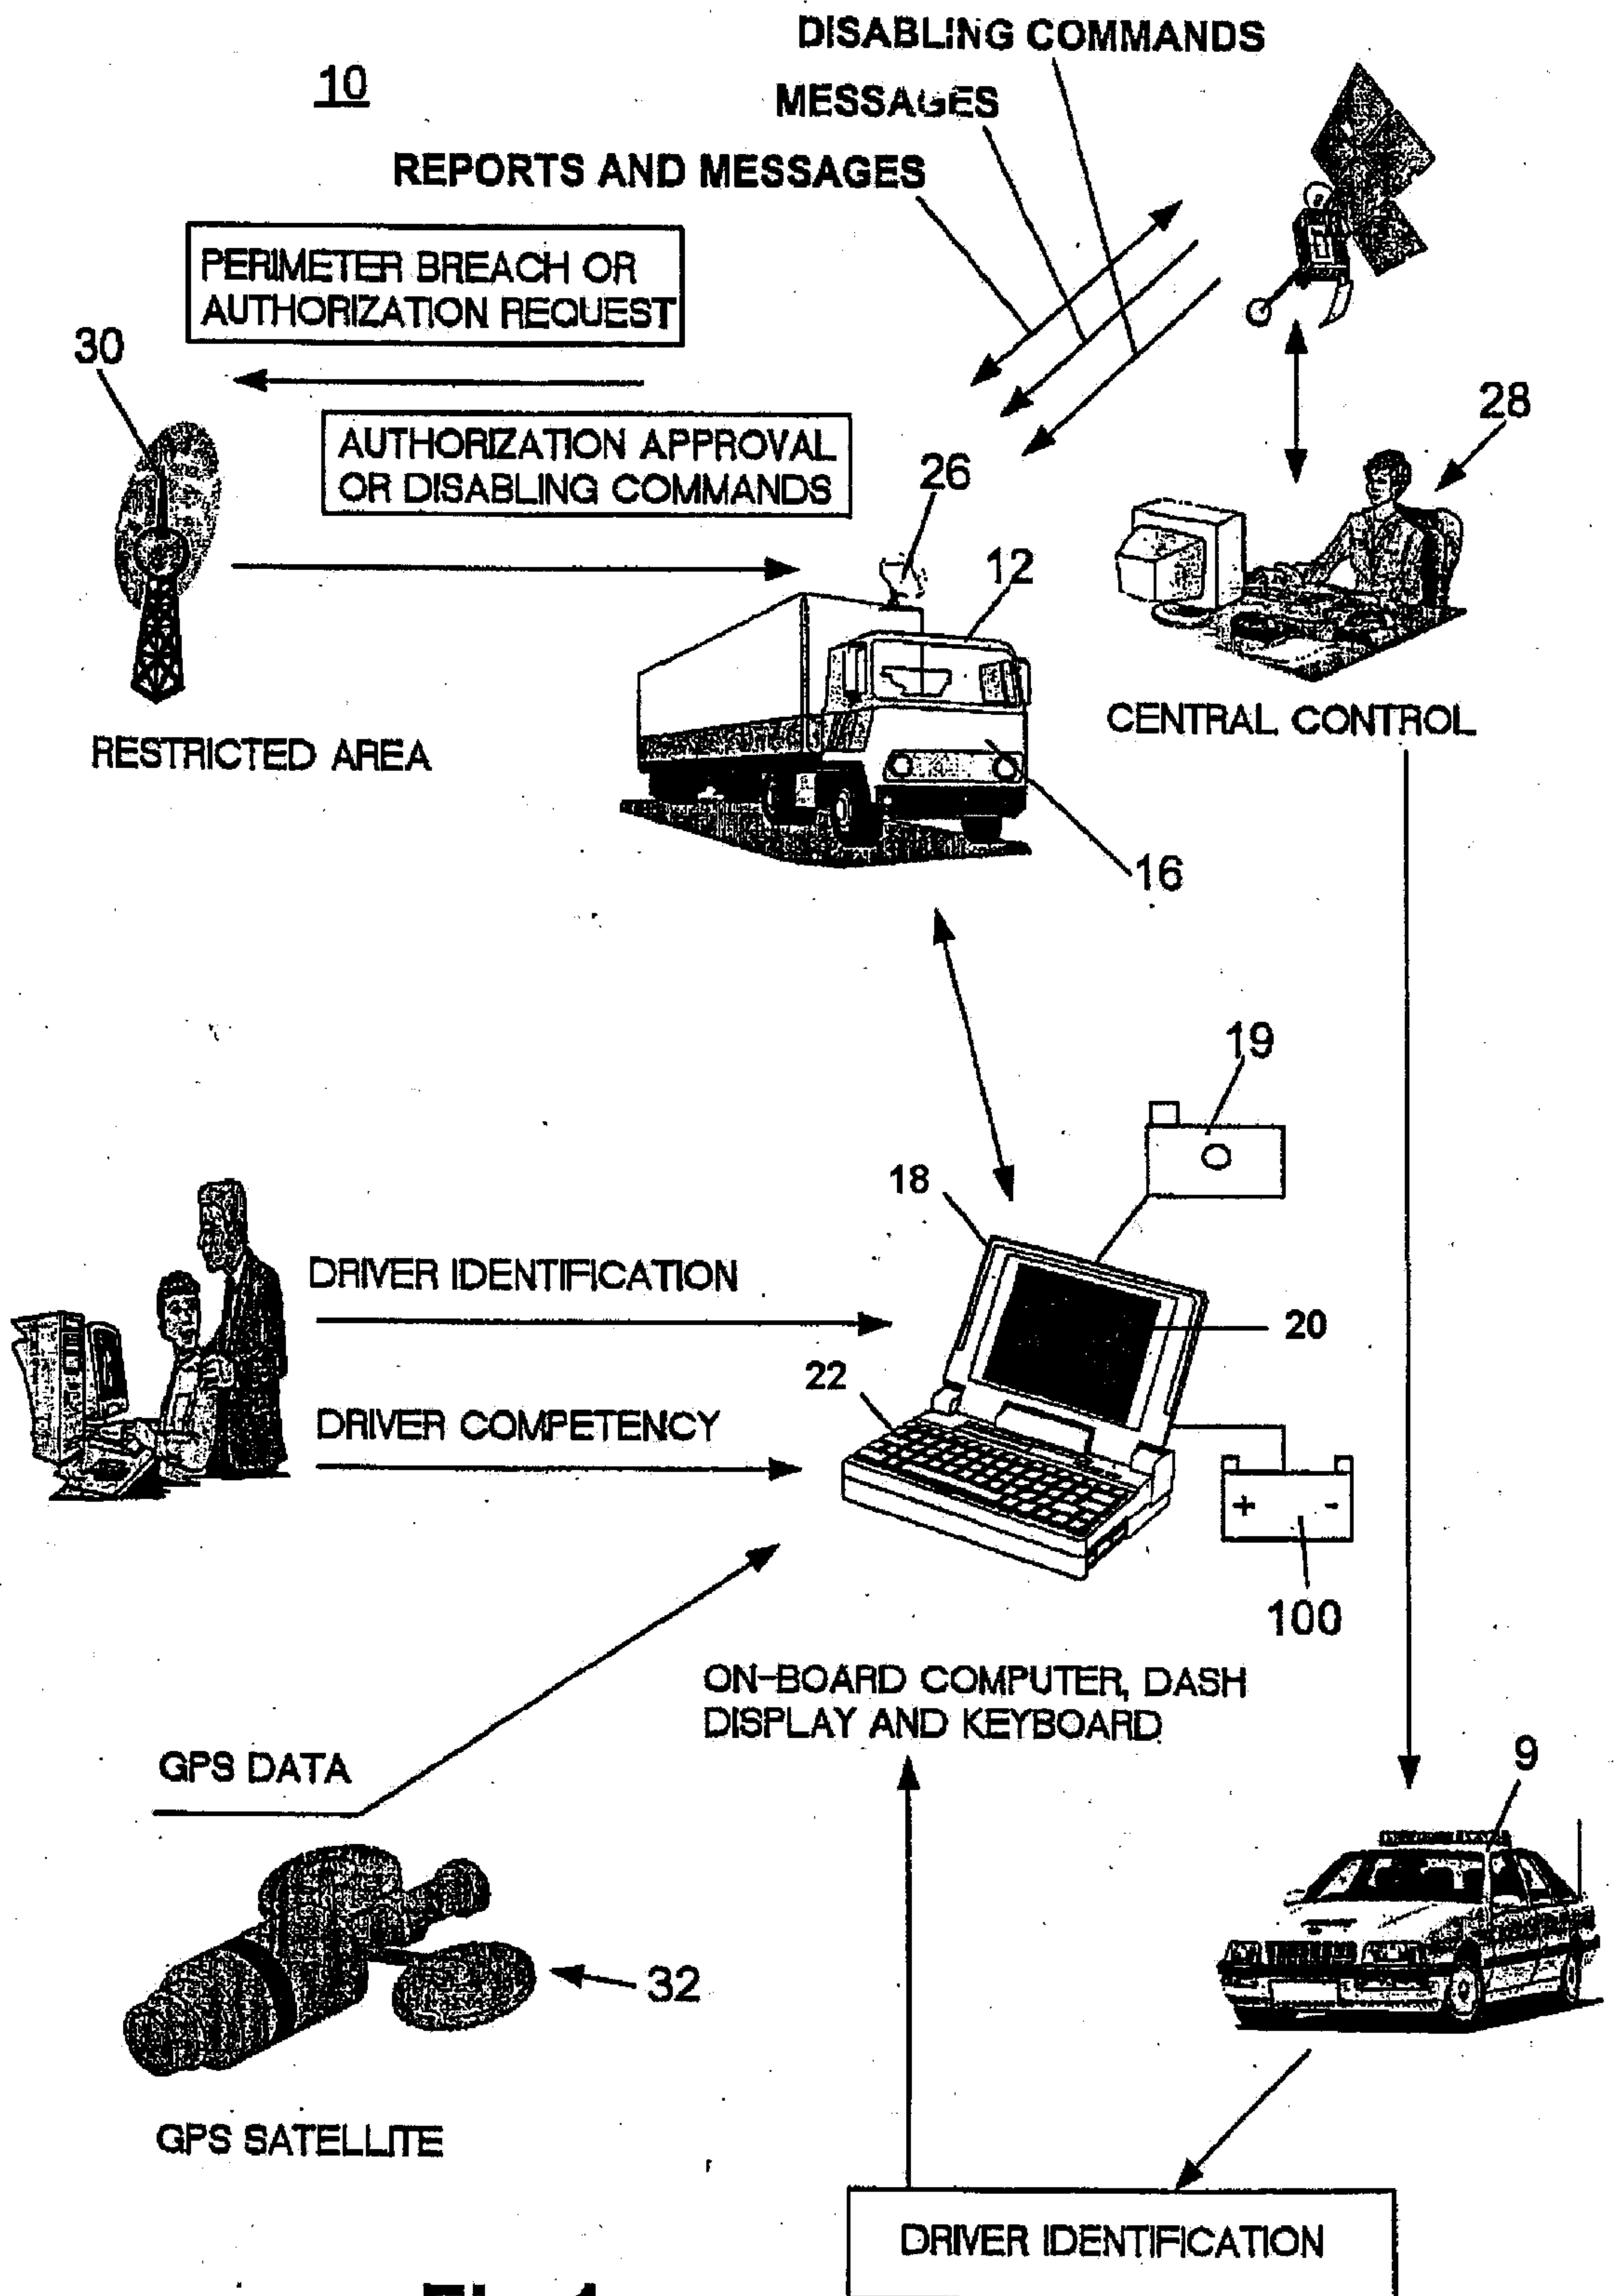 DISABLING COMMANDS
10
MESSAGES
REPORTS AND MESSAGES
PERIMETER BREACH OR
AUTHORIZATION REQUEST
30
28
AUTHORIZATION APPROVAL
OR DISABLING COMMANDS
26
12
CENTRAL CONTROL
RESTRICTED AREA
16
19
18
DRIVER IDENTIFICATION
20
22
DRIVER COMPETENCY
+ -
100
ON-BOARD COMPUTER, DASH
DISPLAY AND KEYBOARD
GPS DATA
9
32
GPS SATELLITE
DRIVER IDENTIFICATION